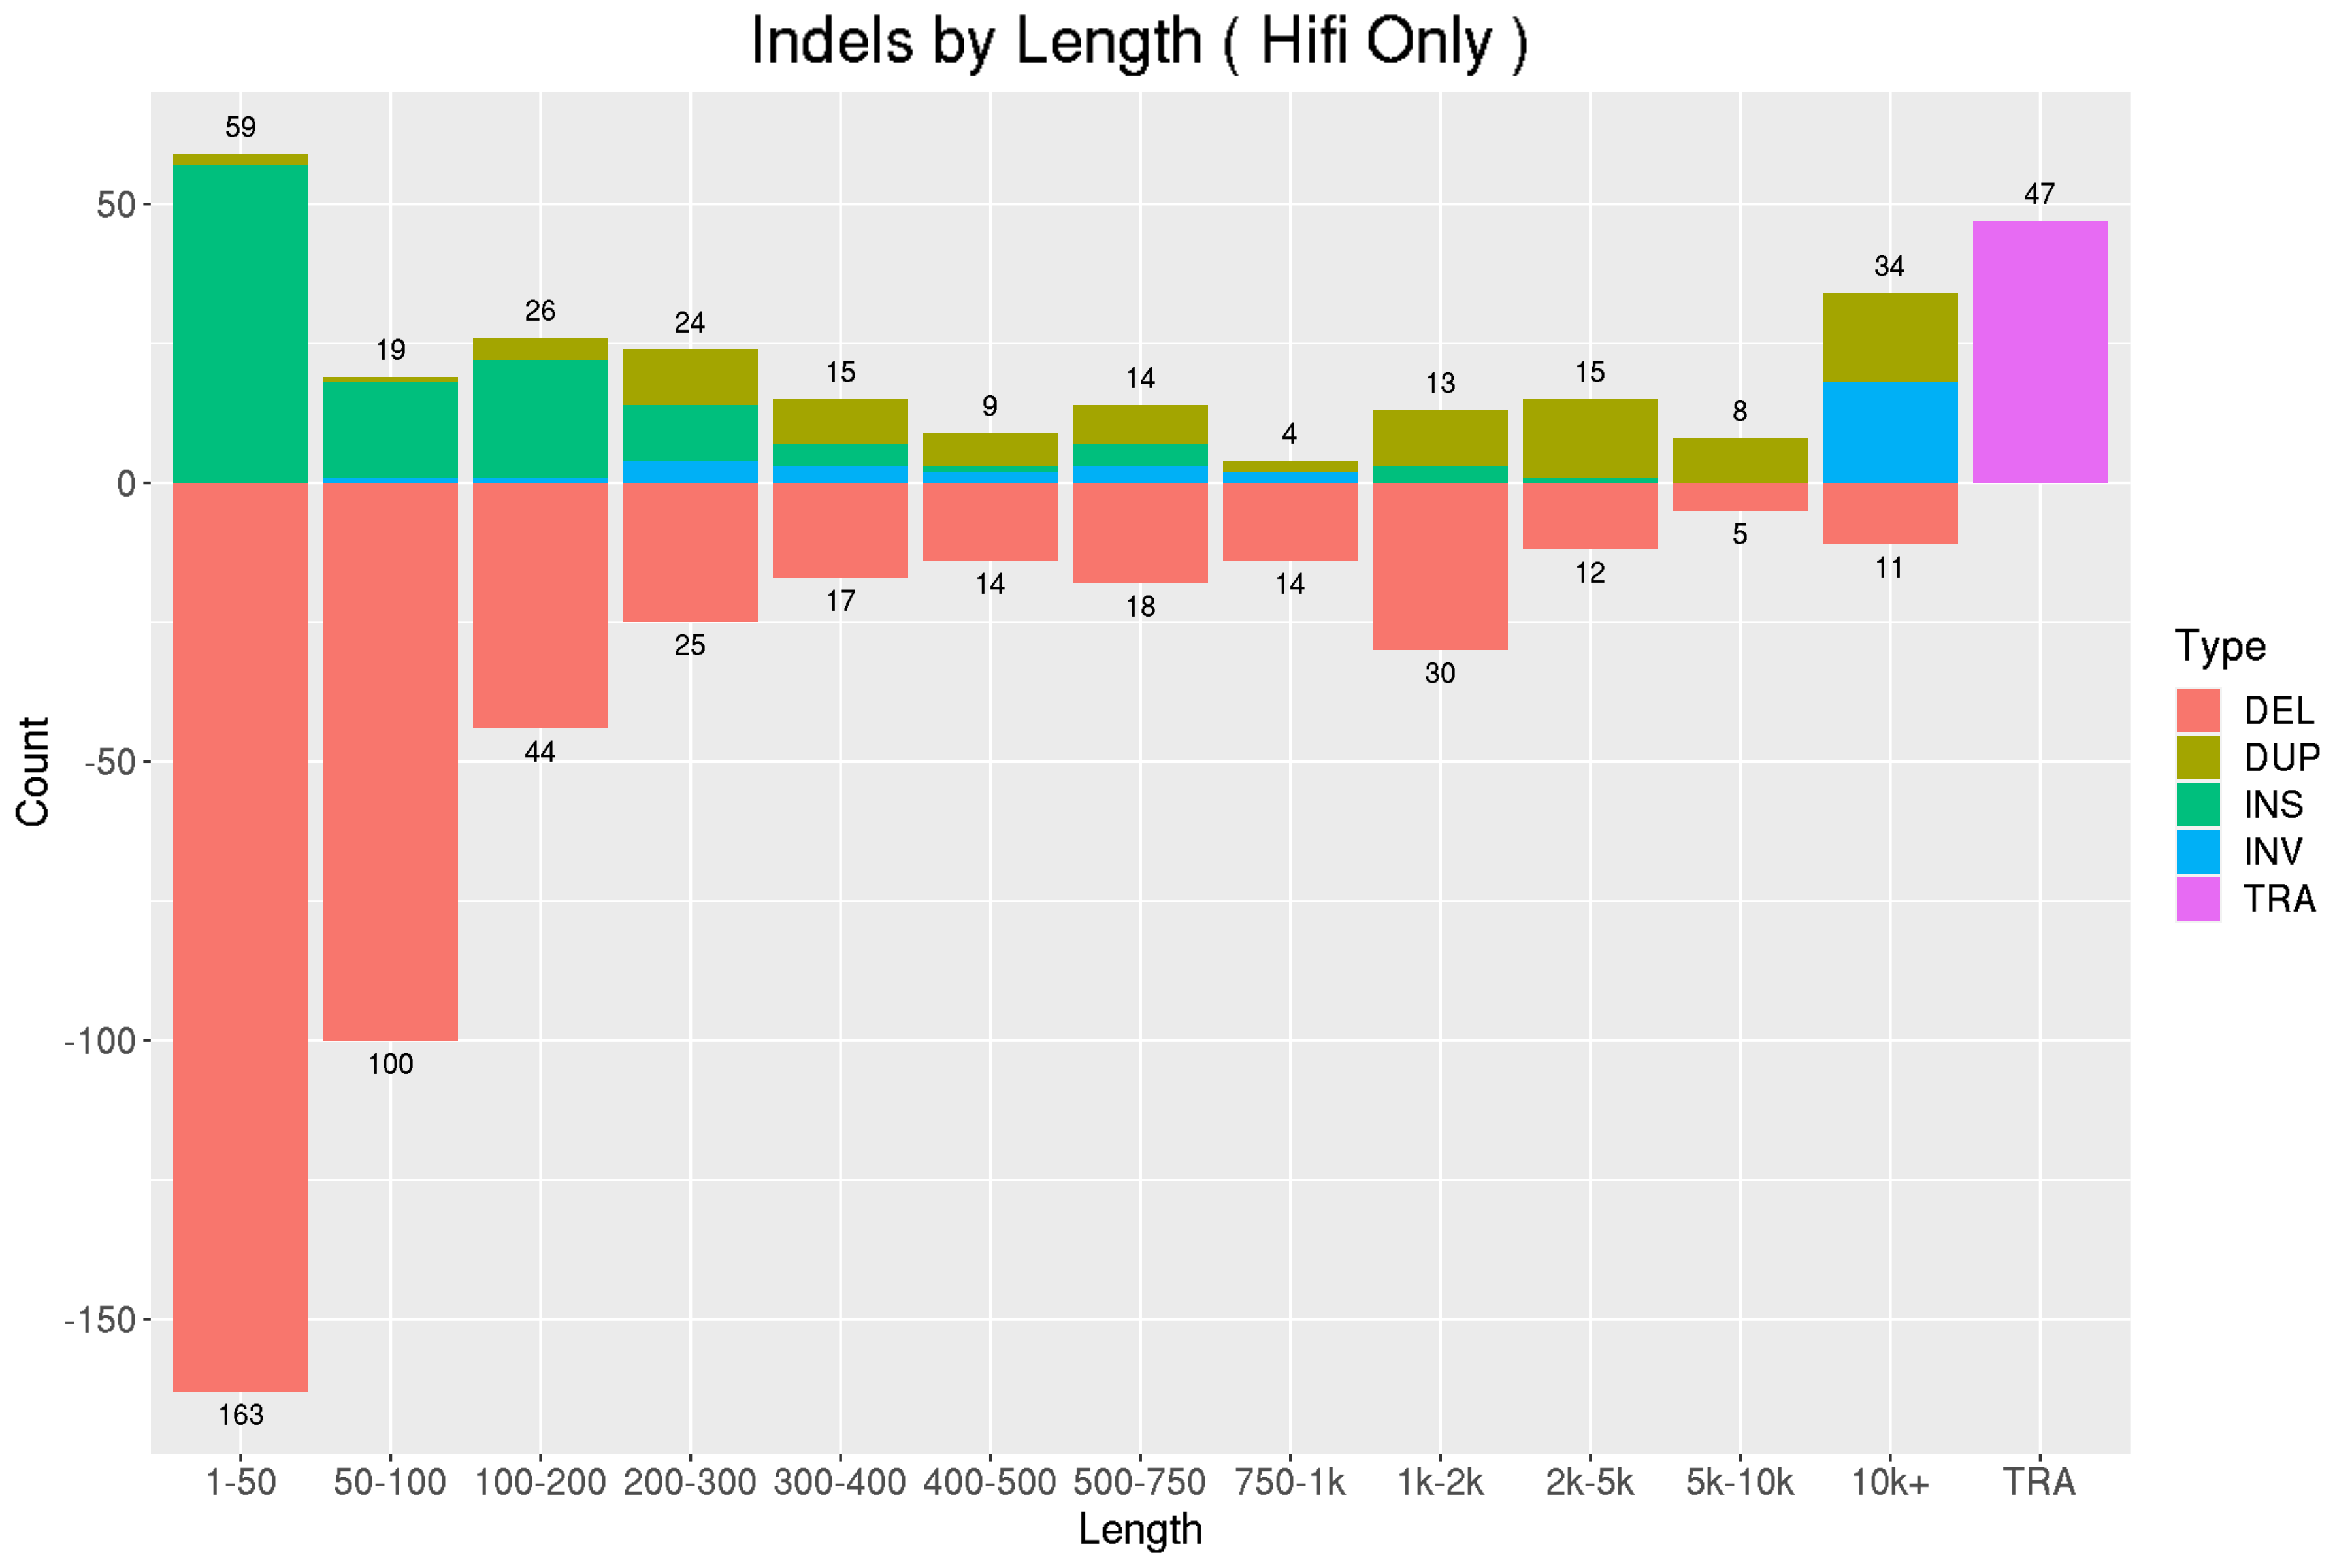 Indels by Length ( Hifi Only )
59
19
26
24
15
9
14
4
13
15
8
34
47
163
100
44
25
17
14
18
14
30
12
5
11
50
0
-50
-100
-150
Count
1-50
50-100
100-200
200-300
300-400
400-500
500-750
750-1k
1k-2k
2k-5k
5k-10k
10k+
TRA
Length
Type
DEL
DUP
INS
INV
TRA